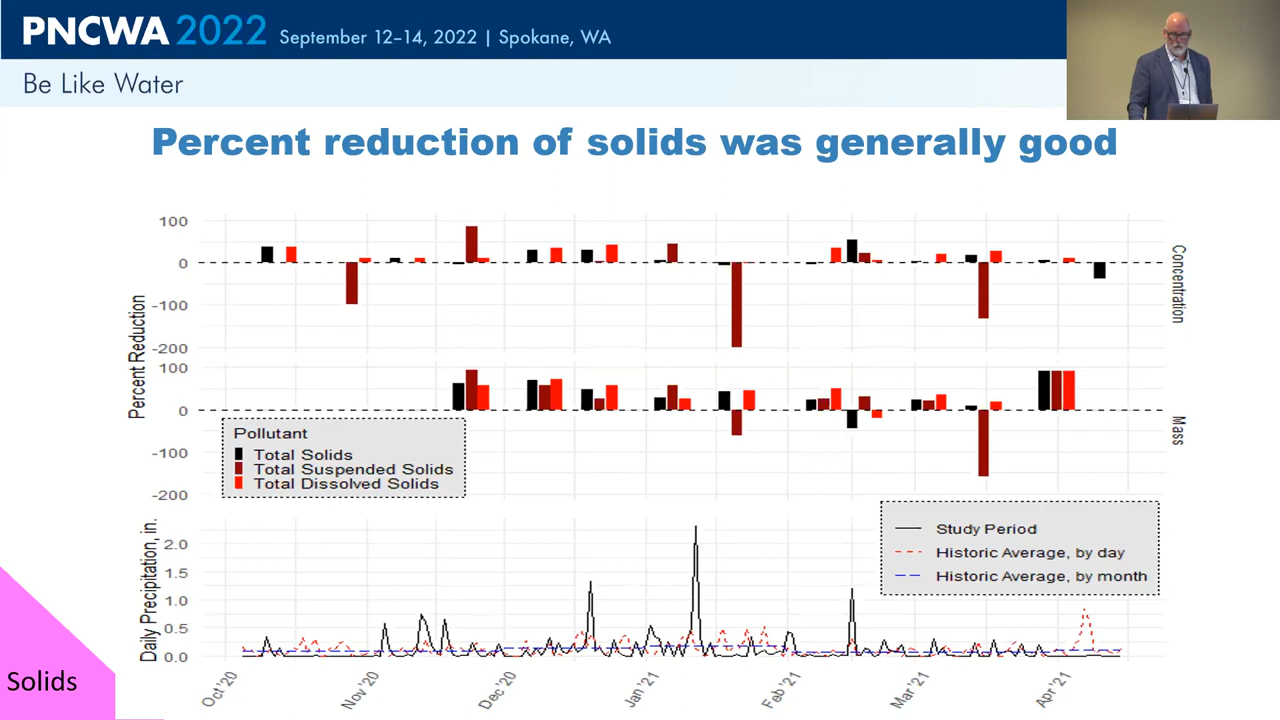 PNCWA 2022 September 12–14, 2022 | Spokane, WA
Be Like Water
Percent reduction of solids was generally good
Percent Reduction
100
0
-100
-200
Concentration
100
0
-100
-200
Mass
Pollutant
Total Solids
Total Suspended Solids
Total Dissolved Solids
Daily Precipitation, in.
2.0
1.5
1.0
0.5
0.0
Study Period
Historic Average, by day
Historic Average, by month
Oct'20
Nov'20
Dec'20
Jan'21
Feb'21
Mar'21
Apr'21
Solids